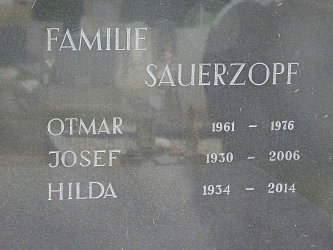 FAMILIE
SAUERZOPF
OTMAR 1961 - 1976
JOSEF 1930 - 2006
HILDA 1934 - 2014